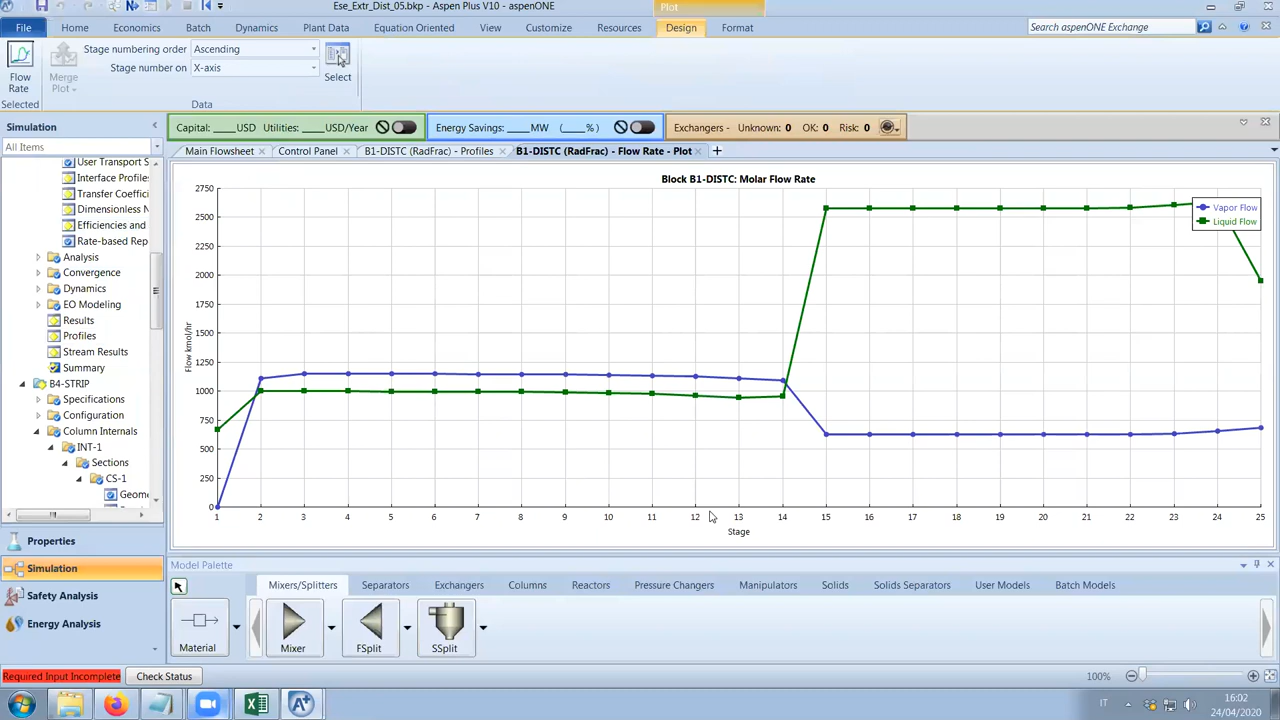 Ese_Extr_Dist_05.bkp - Aspen Plus V10 - aspenONE
Plot
File Home Economics Batch Dynamics Plant Data Equation Oriented View Customize Resources Design Format
Search aspenONE Exchange
Stage numbering order Ascending
Stage number on X-axis
Flow Rate
Merge Plot
Select
Selected
Data
Capital: ____USD Utilities: ____USD/Year
Energy Savings: ____MW (____%)
Exchangers - Unknown: 0 OK: 0 Risk: 0
Simulation
All Items
Main Flowsheet Control Panel B1-DISTC (RadFrac) - Profiles B1-DISTC (RadFrac) - Flow Rate - Plot +
User Transport S
Interface Profile
Transfer Coeffici
Dimensionless N
Efficiencies and
Rate-based Rep
Analysis
Convergence
Dynamics
EO Modeling
Results
Profiles
Stream Results
Summary
B4-STRIP
Specifications
Configuration
Column Internals
INT-1
Sections
CS-1
Geome
Properties
Simulation
Safety Analysis
Energy Analysis
Block B1-DISTC: Molar Flow Rate
Vapor Flow
Liquid Flow
Flow kmol/hr
2750
2500
2250
2000
1750
1500
1250
1000
750
500
250
0
1 2 3 4 5 6 7 8 9 10 11 12 13 14 15 16 17 18 19 20 21 22 23 24 25
Stage
Model Palette
Mixers/Splitters Separators Exchangers Columns Reactors Pressure Changers Manipulators Solids Solids Separators User Models Batch Models
Material
Mixer
FSplit
SSplit
Required Input Incomplete
Check Status
100%
IT
16:02
24/04/2020